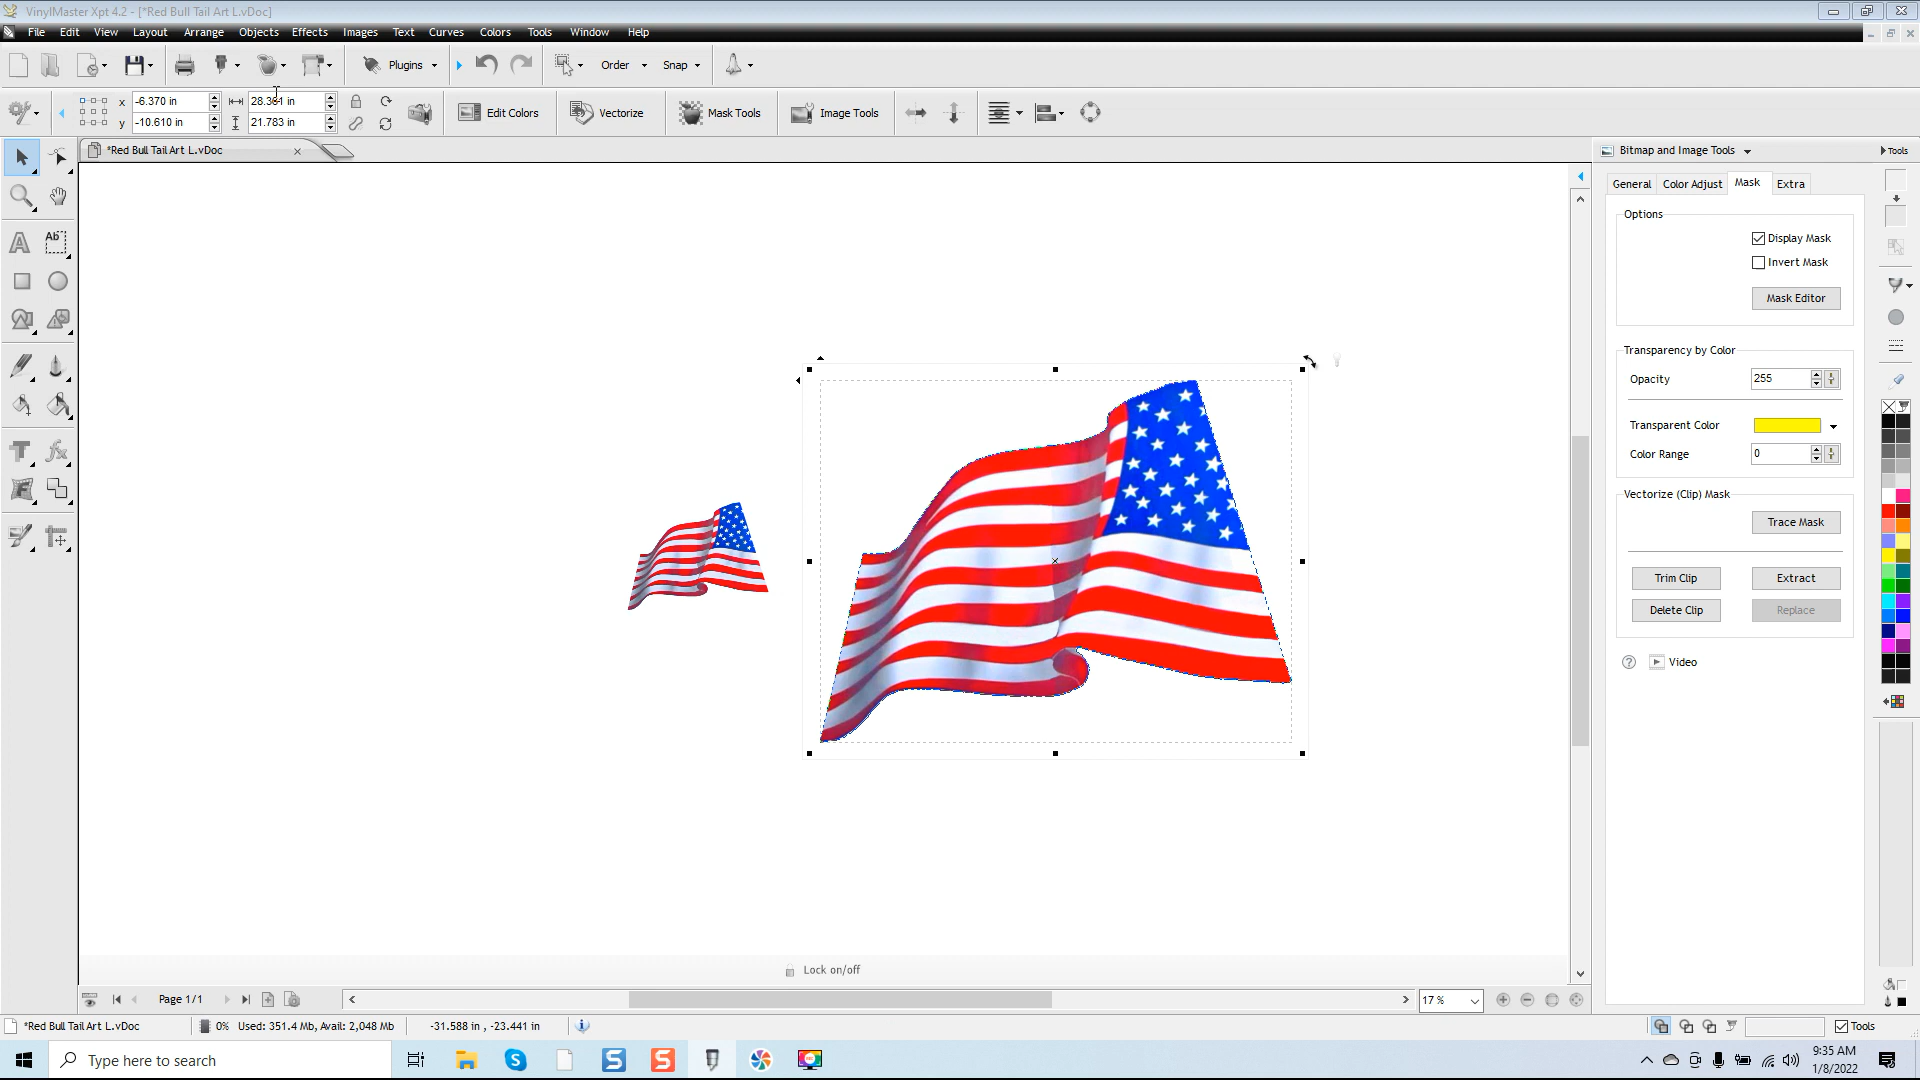 VinylMaster Xpt 4.2 - [*Red Bull Tail Art L.vDoc]
File Edit View Layout Arrange Objects Effects Images Text Curves Colors Tools Window Help
Plugins Order Snap
x -6.370 in
y -10.610 in 21.783 in
Edit Colors Vectorize Mask Tools Image Tools
*Red Bull Tail Art L.vDoc
Bitmap and Image Tools
Tools
General Color Adjust Mask Extra
Options
Display Mask
Invert Mask
Mask Editor
Transparency by Color
Opacity 255
Transparent Color
Color Range 0
Vectorize (Clip) Mask
Trace Mask
Trim Clip Extract
Delete Clip Replace
? Video
Ab
A
T fx
Lock on/off
Page 1/1 17 %
*Red Bull Tail Art L.vDoc 0% Used: 351.4 Mb, Avail: 2,048 Mb -31.588 in , -23.441 in
Tools
Type here to search
S S S
9:35 AM
1/8/2022